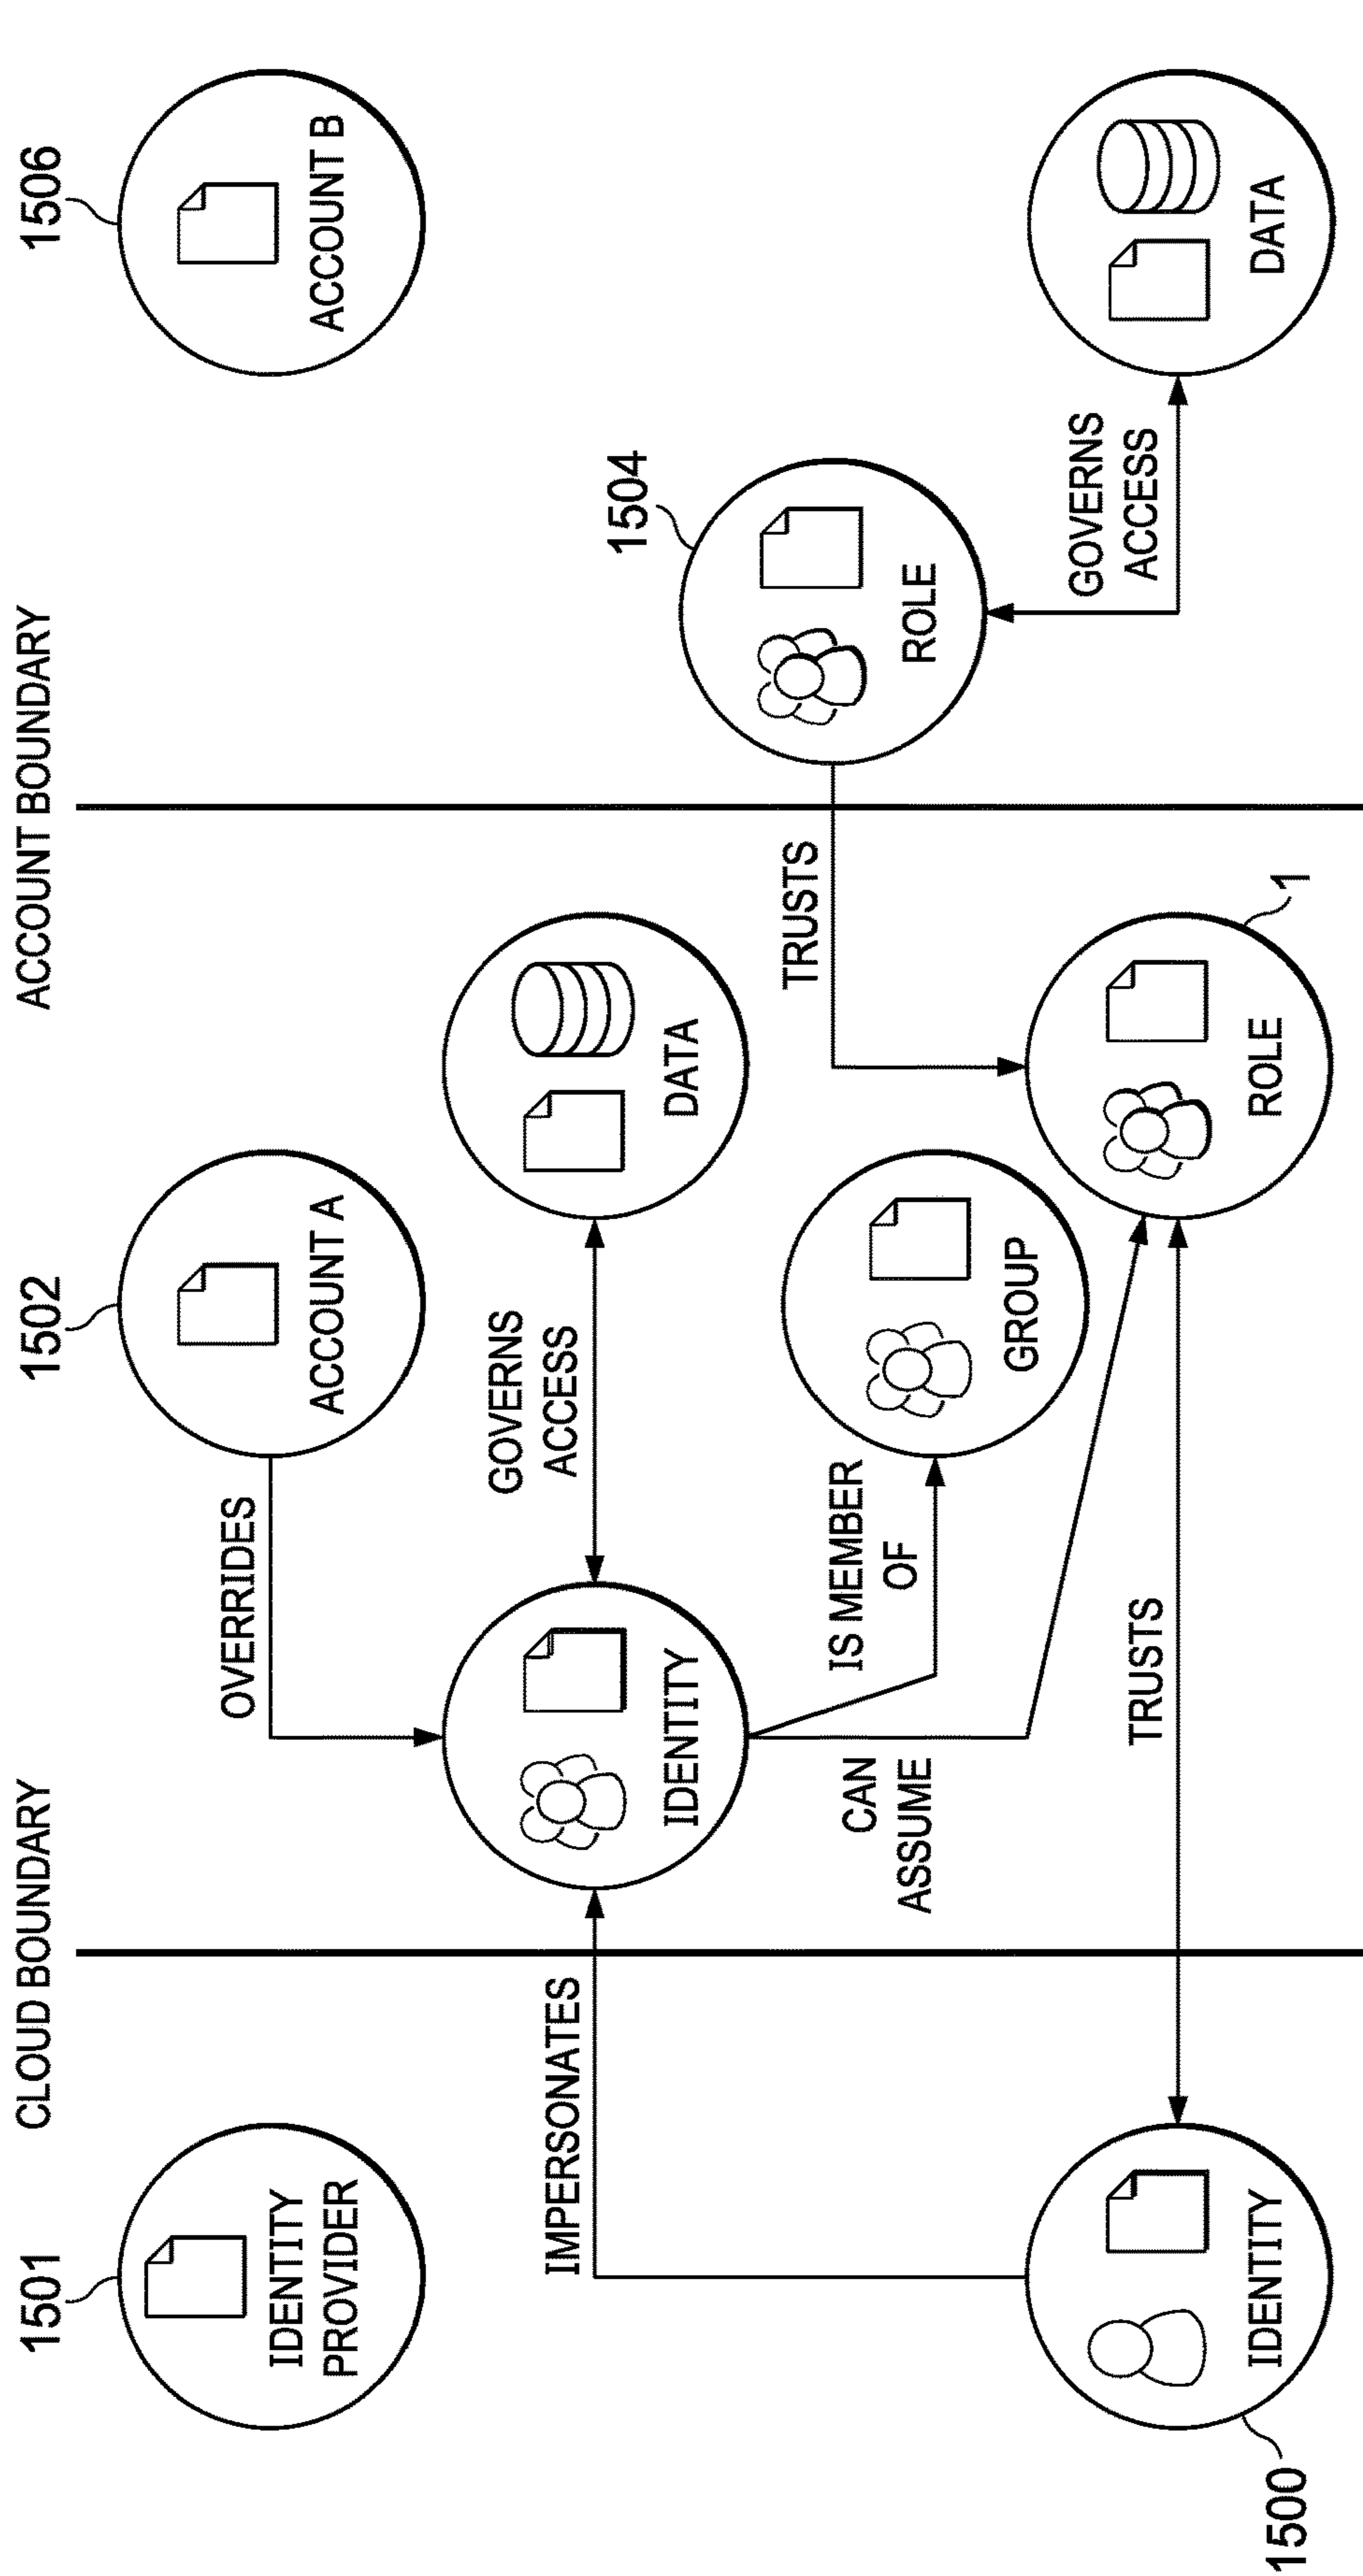 CLOUD BOUNDARY
ACCOUNT BOUNDARY
1501
1502
1506
IDENTITY
PROVIDER
ACCOUNT A
ACCOUNT B
OVERRIDES
IMPERSONATES
IDENTITY
GOVERNS
ACCESS
DATA
CAN
ASSUME
IS MEMBER
OF
GROUP
TRUSTS
1504
ROLE
GOVERNS
ACCESS
TRUSTS
1500
IDENTITY
ROLE
1
DATA